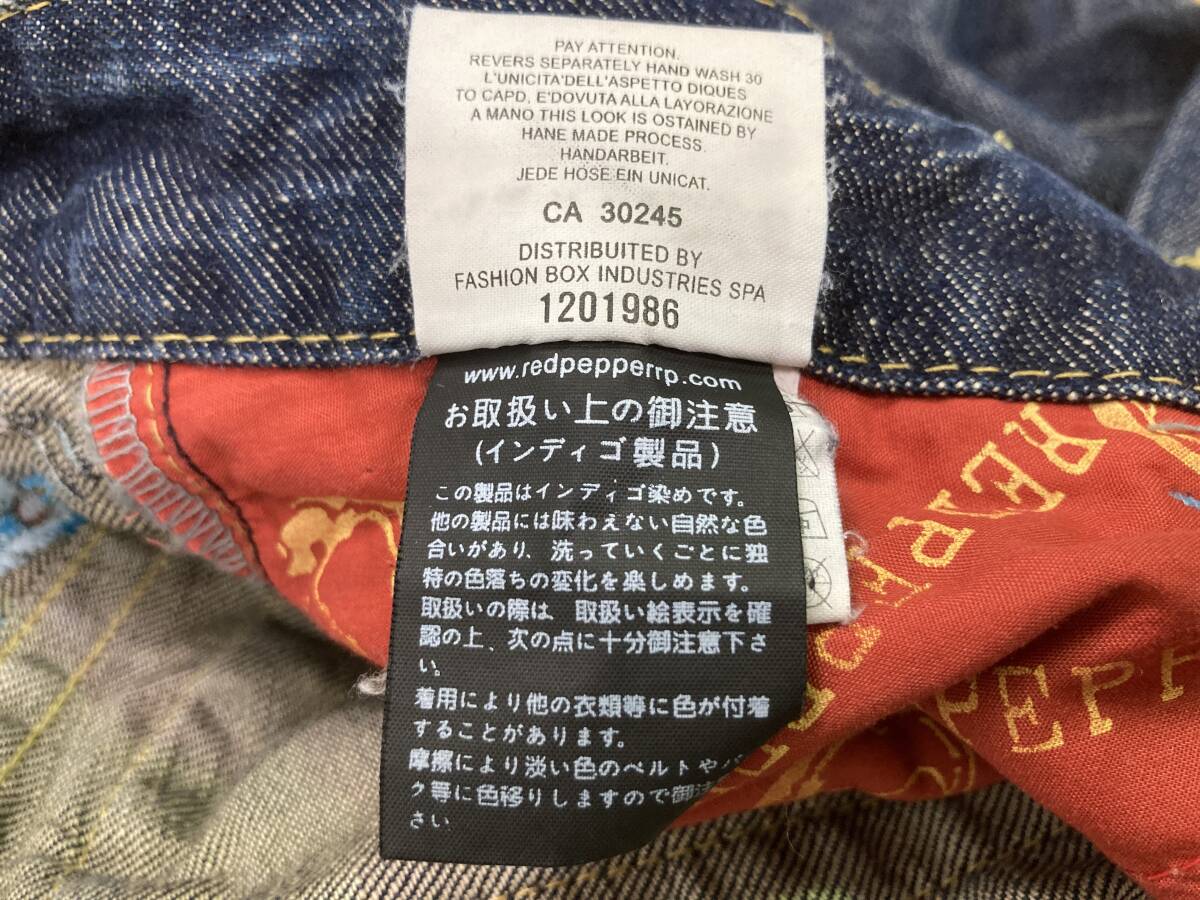 PAY ATTENTION.
REVERS SEPARATELY HAND WASH 30
L'UNICITA'DELL'ASPETTO DIQUES
TO CAPD, E'DOVUTA ALLA LAYORAZIONE
A MANO THIS LOOK IS OSTAINED BY
HANE MADE PROCESS.
HANDARBEIT.
JEDE HOSE EIN UNICAT.
CA 30245
DISTRIBUITED BY
FASHION BOX INDUSTRIES SPA
1201986
www.redpepperrp.com
お取扱い上の御注意
(インディゴ製品)
この製品はインディゴ染めです。
他の製品には味わえない自然な色
合いがあり、洗っていくごとに独
特の色落ちの変化を楽しめます。
取扱いの際は、取扱い絵表示を確
認の上、次の点に十分御注意下さ
い。
着用により他の衣類等に色が付着
することがあります。
摩擦により淡い色のベルトやバ
ク等に色移りしますので御注
さい
RED PEPPER
PEPP